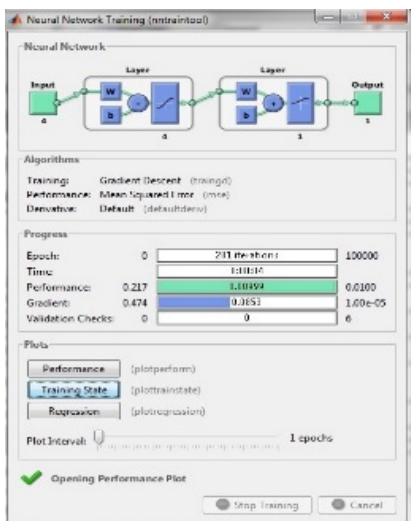 Neural Network Training (nntraintool)
Neural Network
Layer Layer
Input Output
W W
b b
4 1
4 1
Algorithms
Training: Gradient Descent (traingd)
Performance: Mean Squared Error (mse)
Derivative: Default (defaultderiv)
Progress
Epoch: 0 281 iterations 100000
Time:
Performance: 0.217 0.0100
Gradient: 0.474 0.0853 1.00e-05
Validation Checks: 0 0 6
Plots
Performance (plotperform)
Training State (plottrainstate)
Regression (plotregression)
Plot Interval: 1 epochs
Opening Performance Plot
Stop Training Cancel